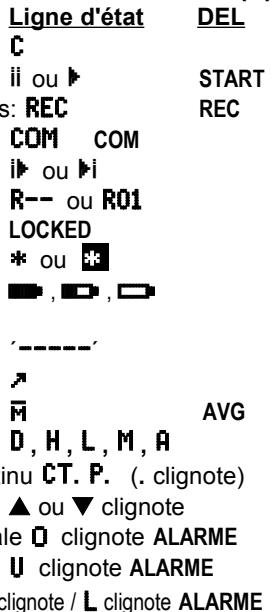 Ligne d'état DEL
C
ii ou ▶ START
s: REC REC
COM COM
i▶ ou ▶i
R-- ou R01
LOCKED
* ou *
, ,
´-----´
↗
M̅ AVG
D, H, L, M, A
tinu CT. P. (. clignote)
▲ ou ▼ clignote
ale O clignote ALARME
U clignote ALARME
clignote / L clignote ALARME